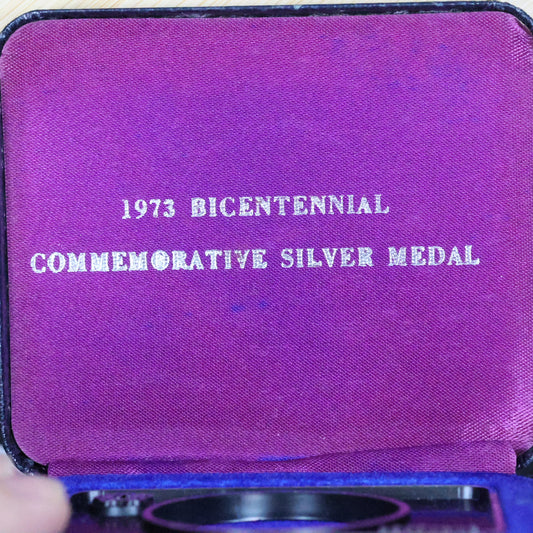 1973 BICENTENNIAL
COMMEMORATIVE SILVER MEDAL